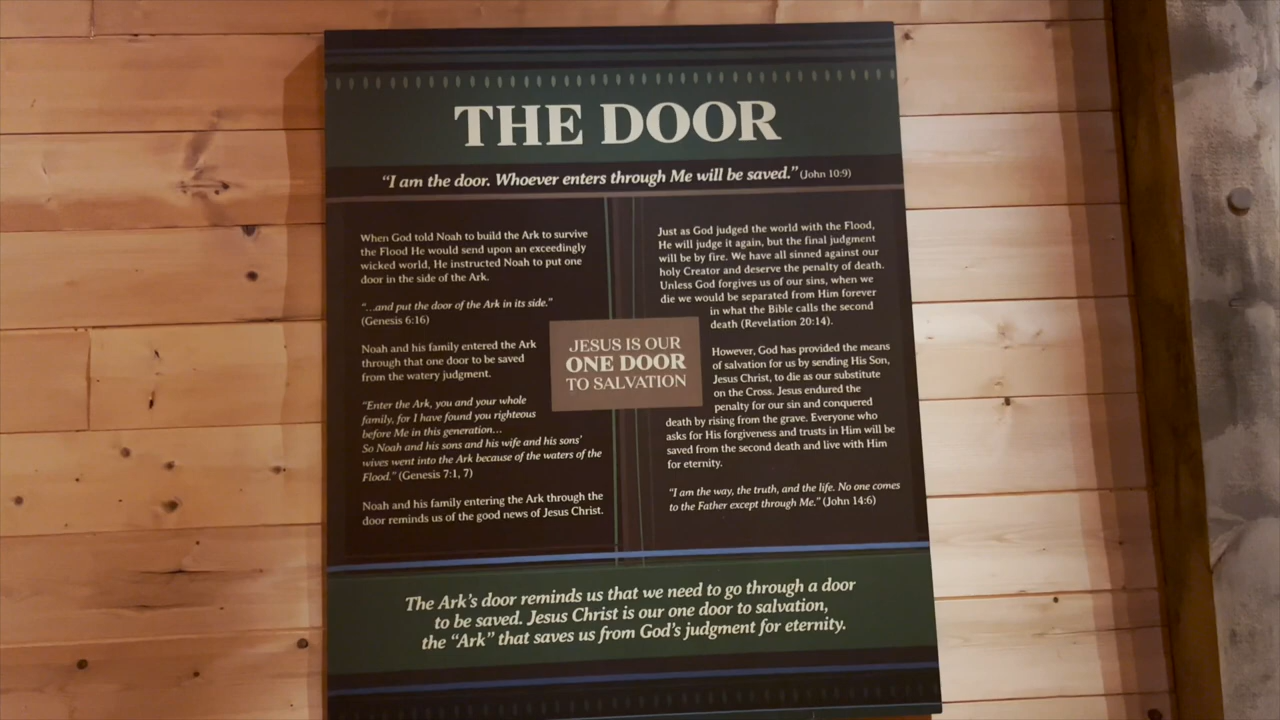 THE DOOR
“I am the door. Whoever enters through Me will be saved.” (John 10:9)
When God told Noah to build the Ark to survive
the Flood He would send upon an exceedingly
wicked world, He instructed Noah to put one
door in the side of the Ark.
“...and put the door of the Ark in its side.”
(Genesis 6:16)
Noah and his family entered the Ark
through that one door to be saved
from the watery judgment.
“Enter the Ark, you and your whole
family, for I have found you righteous
before Me in this generation...
So Noah and his sons and his wife and his sons’
wives went into the Ark because of the waters of the
Flood.” (Genesis 7:1, 7)
Noah and his family entering the Ark through the
door reminds us of the good news of Jesus Christ.
JESUS IS OUR
ONE DOOR
TO SALVATION
Just as God judged the world with the Flood,
He will judge it again, but the final judgment
will be by fire. We have all sinned against our
holy Creator and deserve the penalty of death.
Unless God forgives us of our sins, when we
die we would be separated from Him forever
in what the Bible calls the second
death (Revelation 20:14).
However, God has provided the means
of salvation for us by sending His Son,
Jesus Christ, to die as our substitute
on the Cross. Jesus endured the
penalty for our sin and conquered
death by rising from the grave. Everyone who
asks for His forgiveness and trusts in Him will be
saved from the second death and live with Him
for eternity.
“I am the way, the truth, and the life. No one comes
to the Father except through Me.” (John 14:6)
The Ark’s door reminds us that we need to go through a door
to be saved. Jesus Christ is our one door to salvation,
the “Ark” that saves us from God’s judgment for eternity.